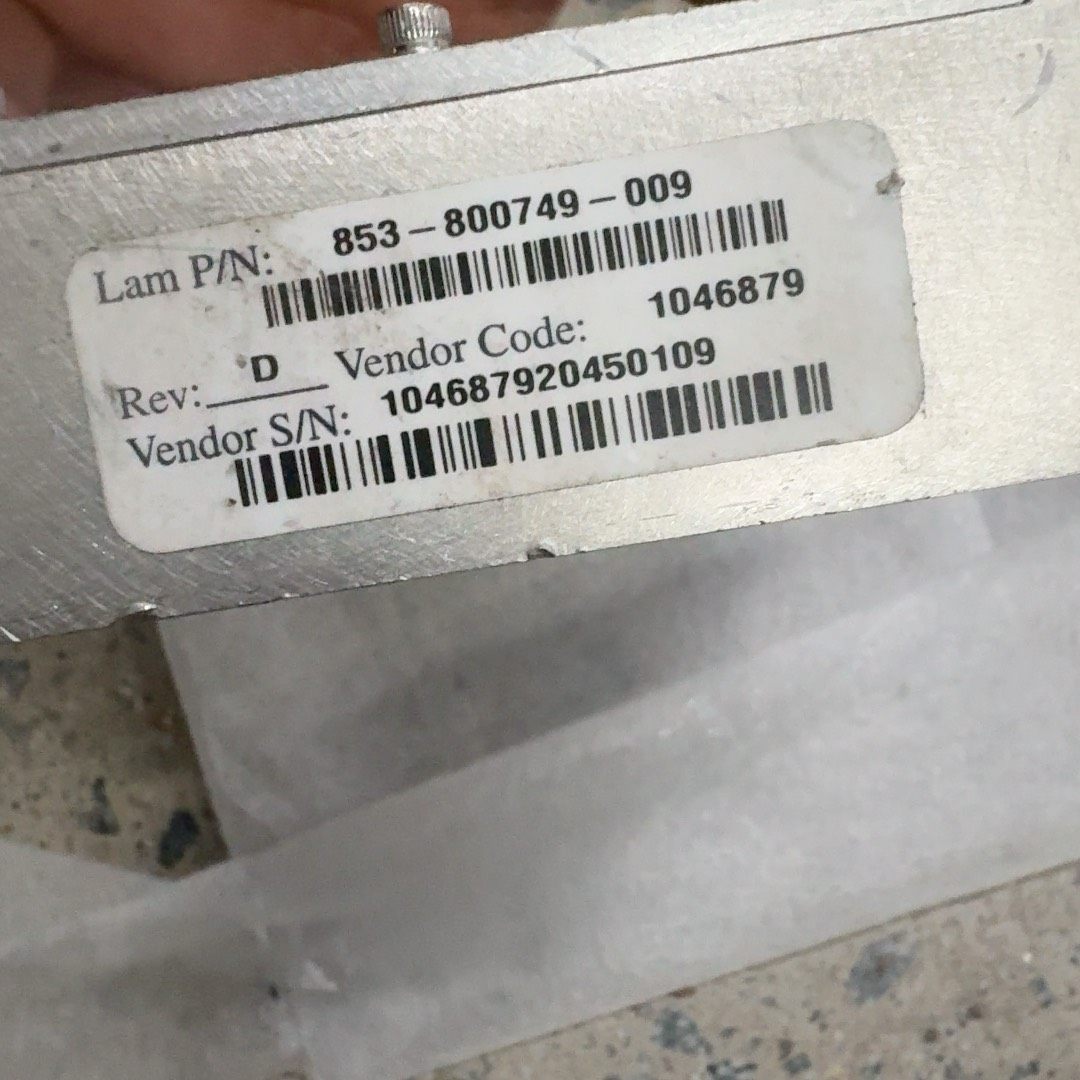 Lam P/N: 853-800749-009
Rev: D Vendor Code: 1046879
Vendor S/N: 104687920450109